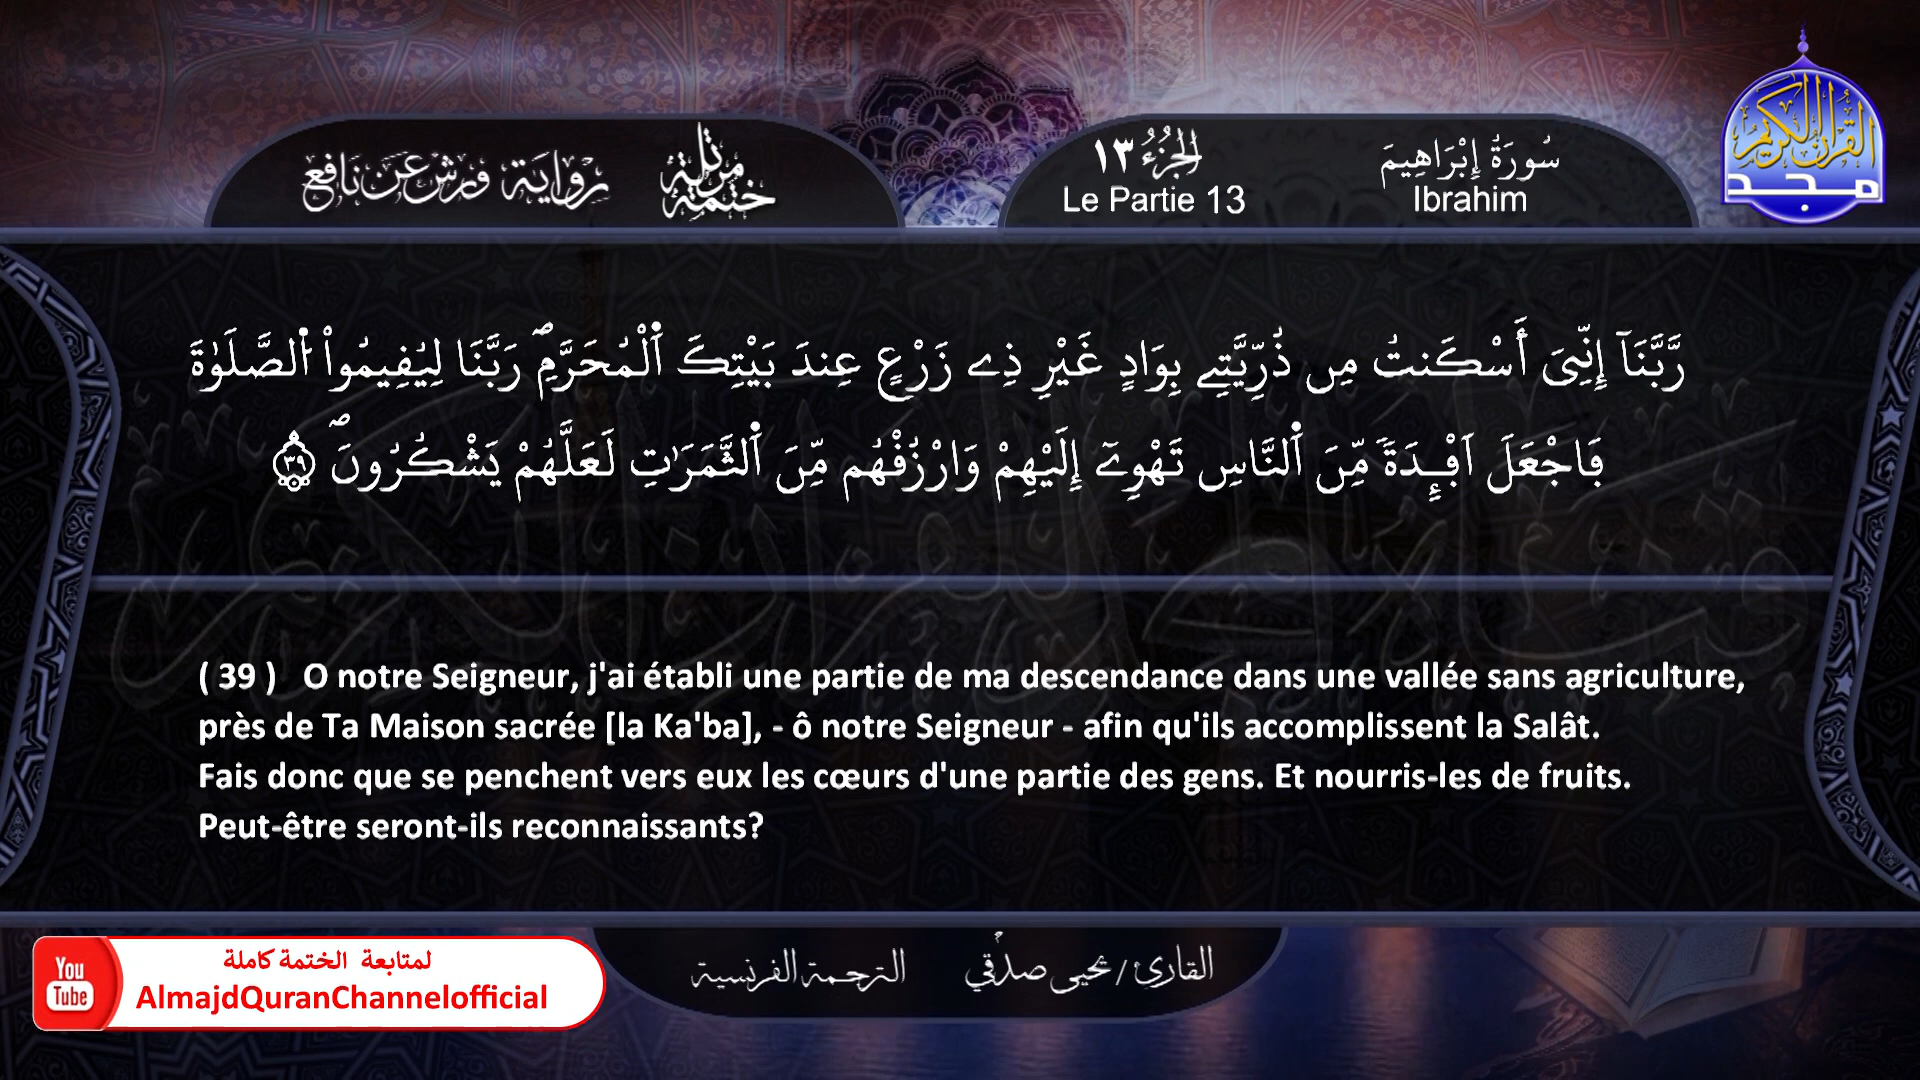 القرآن الكريم
مجد
سُورَةُ إِبْرَاهِيمَ
Ibrahim
الجُزْءُ ١٣
Le Partie 13
ختمة مرتلة
رواية ورش عن نافع
رَّبَّنَآ إِنِّيَ أَسْكَنتُ مِن ذُرِّيَّتِے بِوَادٍ غَيْرِ ذِے زَرْعٍ عِندَ بَيْتِكَ اَ۬لْمُحَرَّمِۖ رَبَّنَا لِيُقِيمُواْ اُ۬لصَّلَوٰةَ
فَاجْعَلَ اَفْـِٕدَةٗ مِّنَ اَ۬لنَّاسِ تَهْوِےٓ إِلَيْهِمْ وَارْزُقْهُم مِّنَ اَ۬لثَّمَرَٰتِ لَعَلَّهُمْ يَشْكُرُونَۖ ٣٩
( 39 ) O notre Seigneur, j'ai établi une partie de ma descendance dans une vallée sans agriculture,
près de Ta Maison sacrée [la Ka'ba], - ô notre Seigneur - afin qu'ils accomplissent la Salât.
Fais donc que se penchent vers eux les cœurs d'une partie des gens. Et nourris-les de fruits.
Peut-être seront-ils reconnaissants?
القارئ / يحيى صدقي
الترجمة الفرنسية
You
Tube
لمتابعة الختمة كاملة
AlmajdQuranChannelofficial